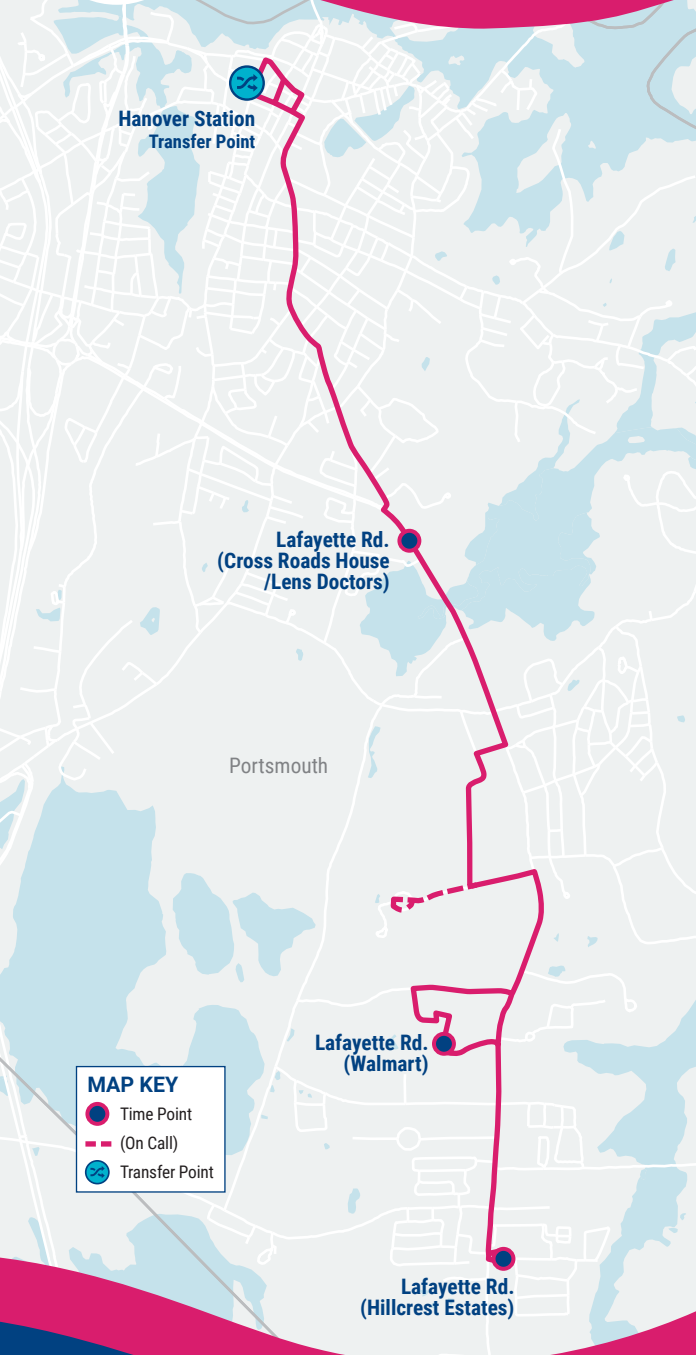 Hanover Station
Transfer Point
Lafayette Rd.
(Cross Roads House
/Lens Doctors)
Portsmouth
Lafayette Rd.
(Walmart)
MAP KEY
Time Point
(On Call)
Transfer Point
Lafayette Rd.
(Hillcrest Estates)